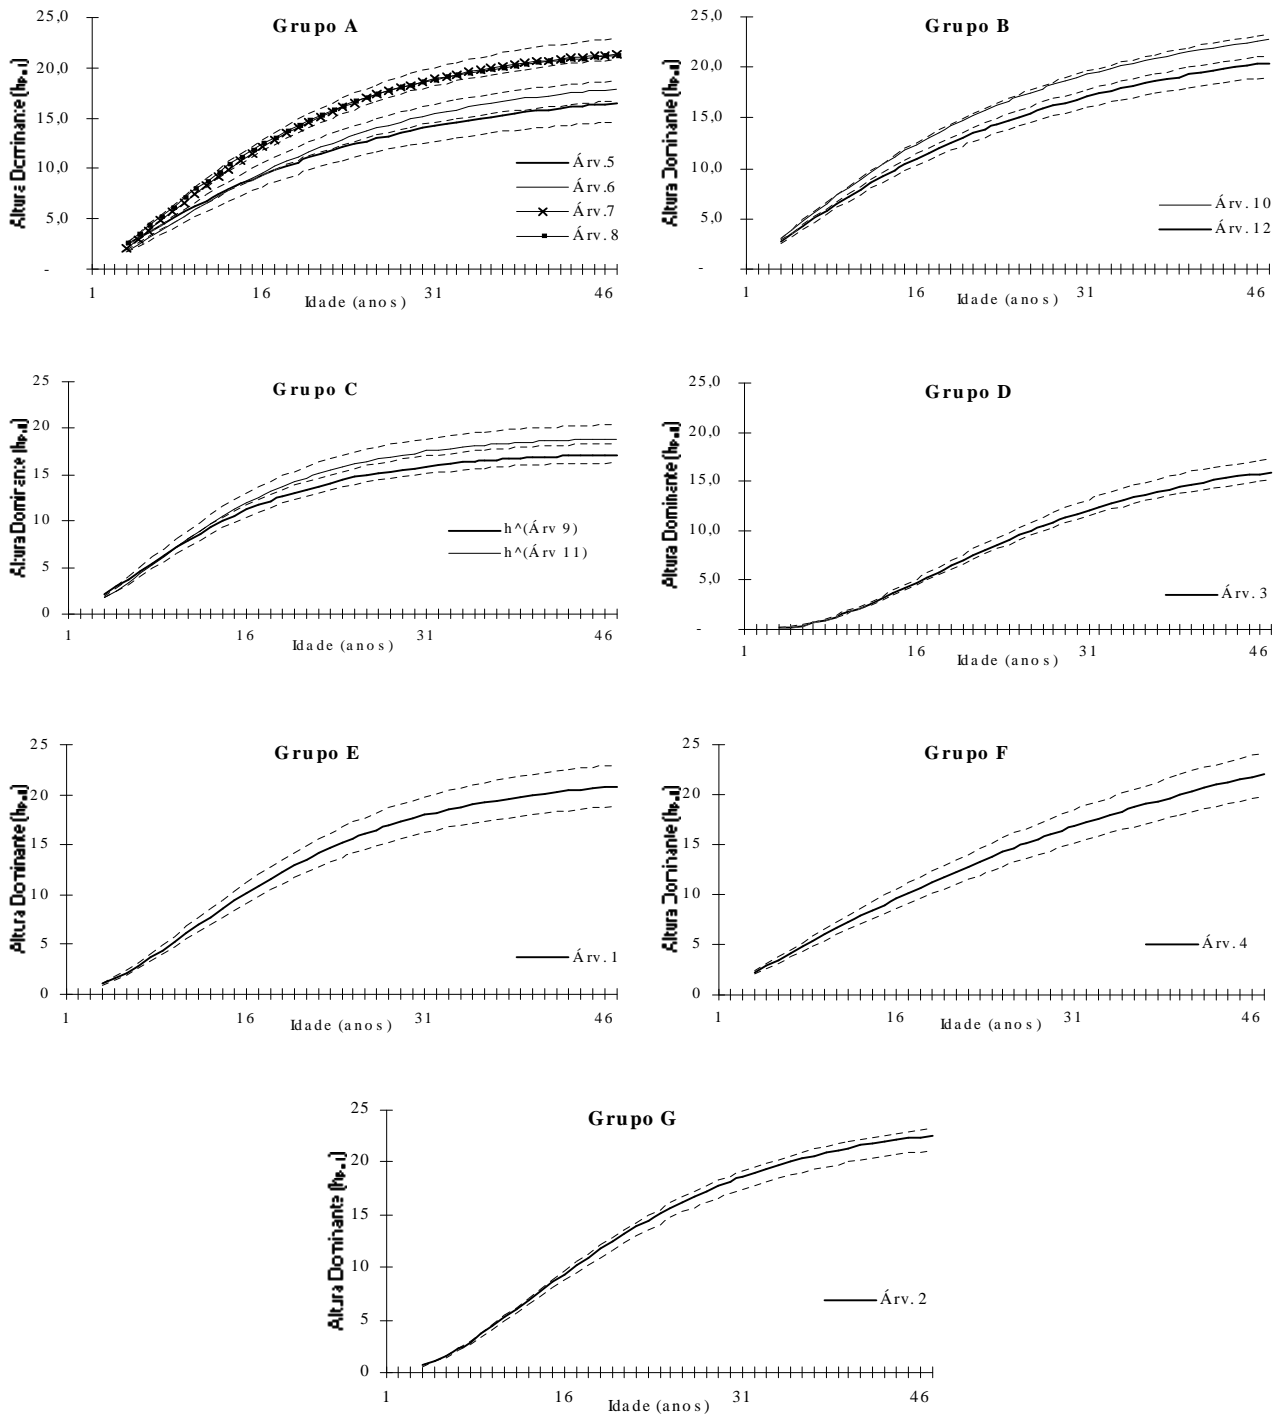 Grupo A
Altura Dominante (hp,i)
25,0
20,0
15,0
10,0
5,0
-
1 16 31 46
Idade (anos)
Árv.5
Árv.6
Árv.7
Árv.8
Grupo B
Altura Dominante (hp,i)
25,0
20,0
15,0
10,0
5,0
-
1 16 31 46
Idade (anos)
Árv.10
Árv.12
Grupo C
Altura Dominante (hp,i)
25
20
15
10
5
0
1 16 31 46
Idade (anos)
h^(Árv 9)
h^(Árv 11)
Grupo D
Altura Dominante (hp,i)
25,0
20,0
15,0
10,0
5,0
-
1 16 31 46
Idade (anos)
Árv.3
Grupo E
Altura Dominante (hp,i)
25
20
15
10
5
0
1 16 31 46
Idade (anos)
Árv.1
Grupo F
Altura Dominante (hp,i)
25
20
15
10
5
0
1 16 31 46
Idade (anos)
Árv.4
Grupo G
Altura Dominante (hp,i)
25
20
15
10
5
0
1 16 31 46
Idade (anos)
Árv.2